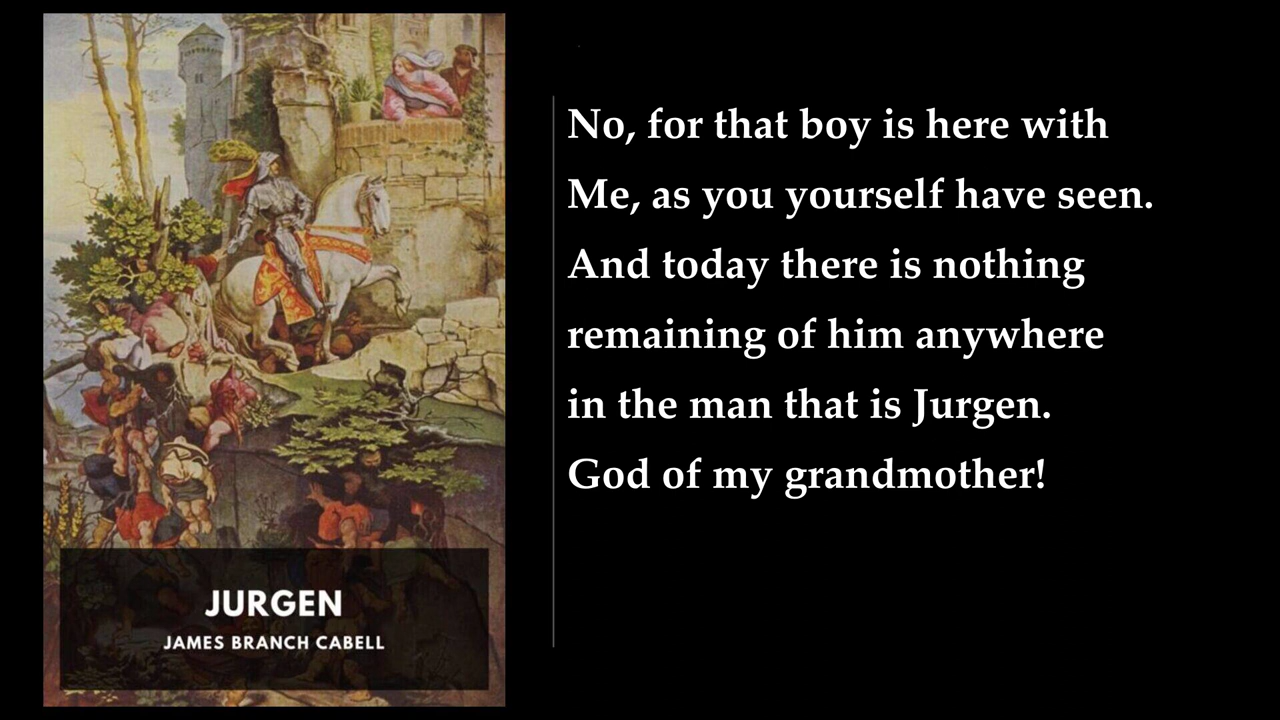 No, for that boy is here with
Me, as you yourself have seen.
And today there is nothing
remaining of him anywhere
in the man that is Jurgen.
God of my grandmother!
JURGEN
JAMES BRANCH CABELL